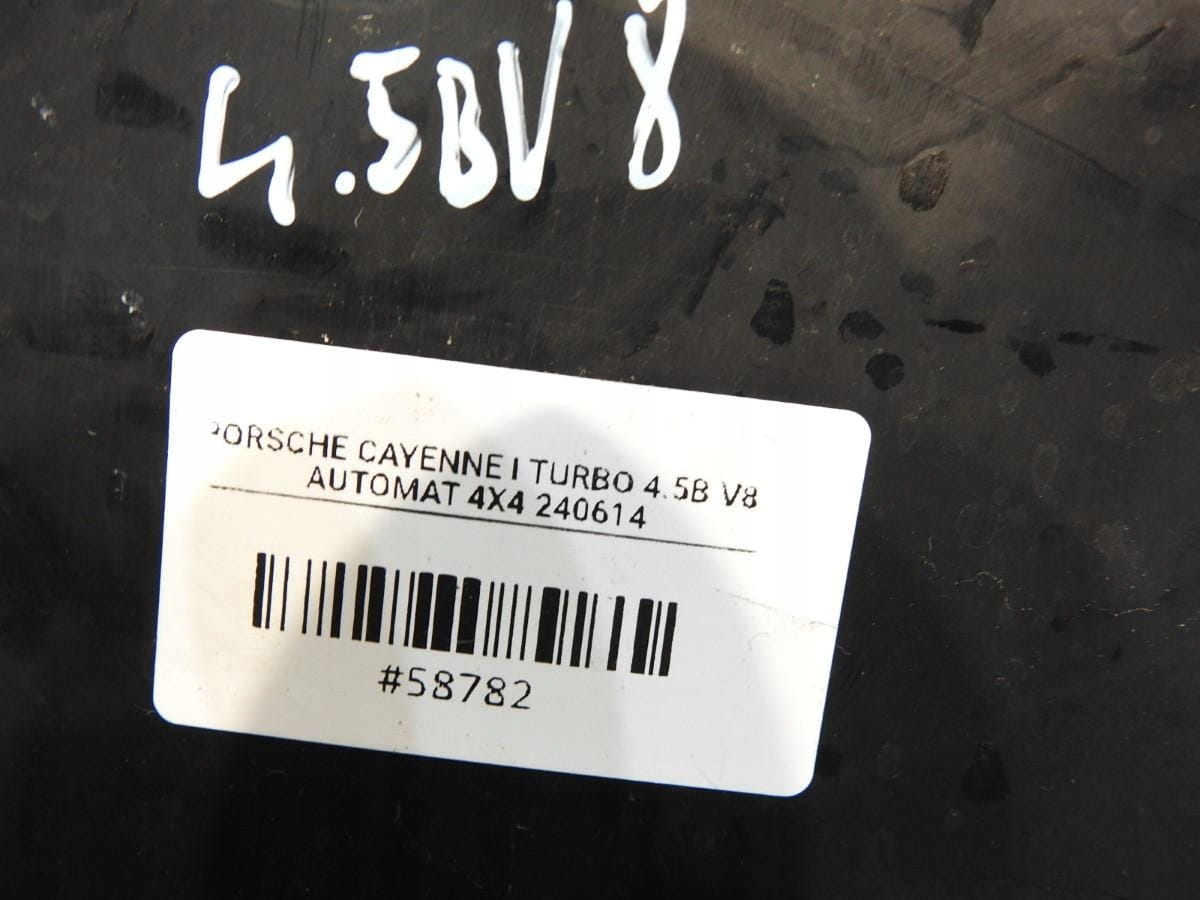 4.5BV8
PORSCHE CAYENNE I TURBO 4.5B V8
AUTOMAT 4X4 240614
#58782